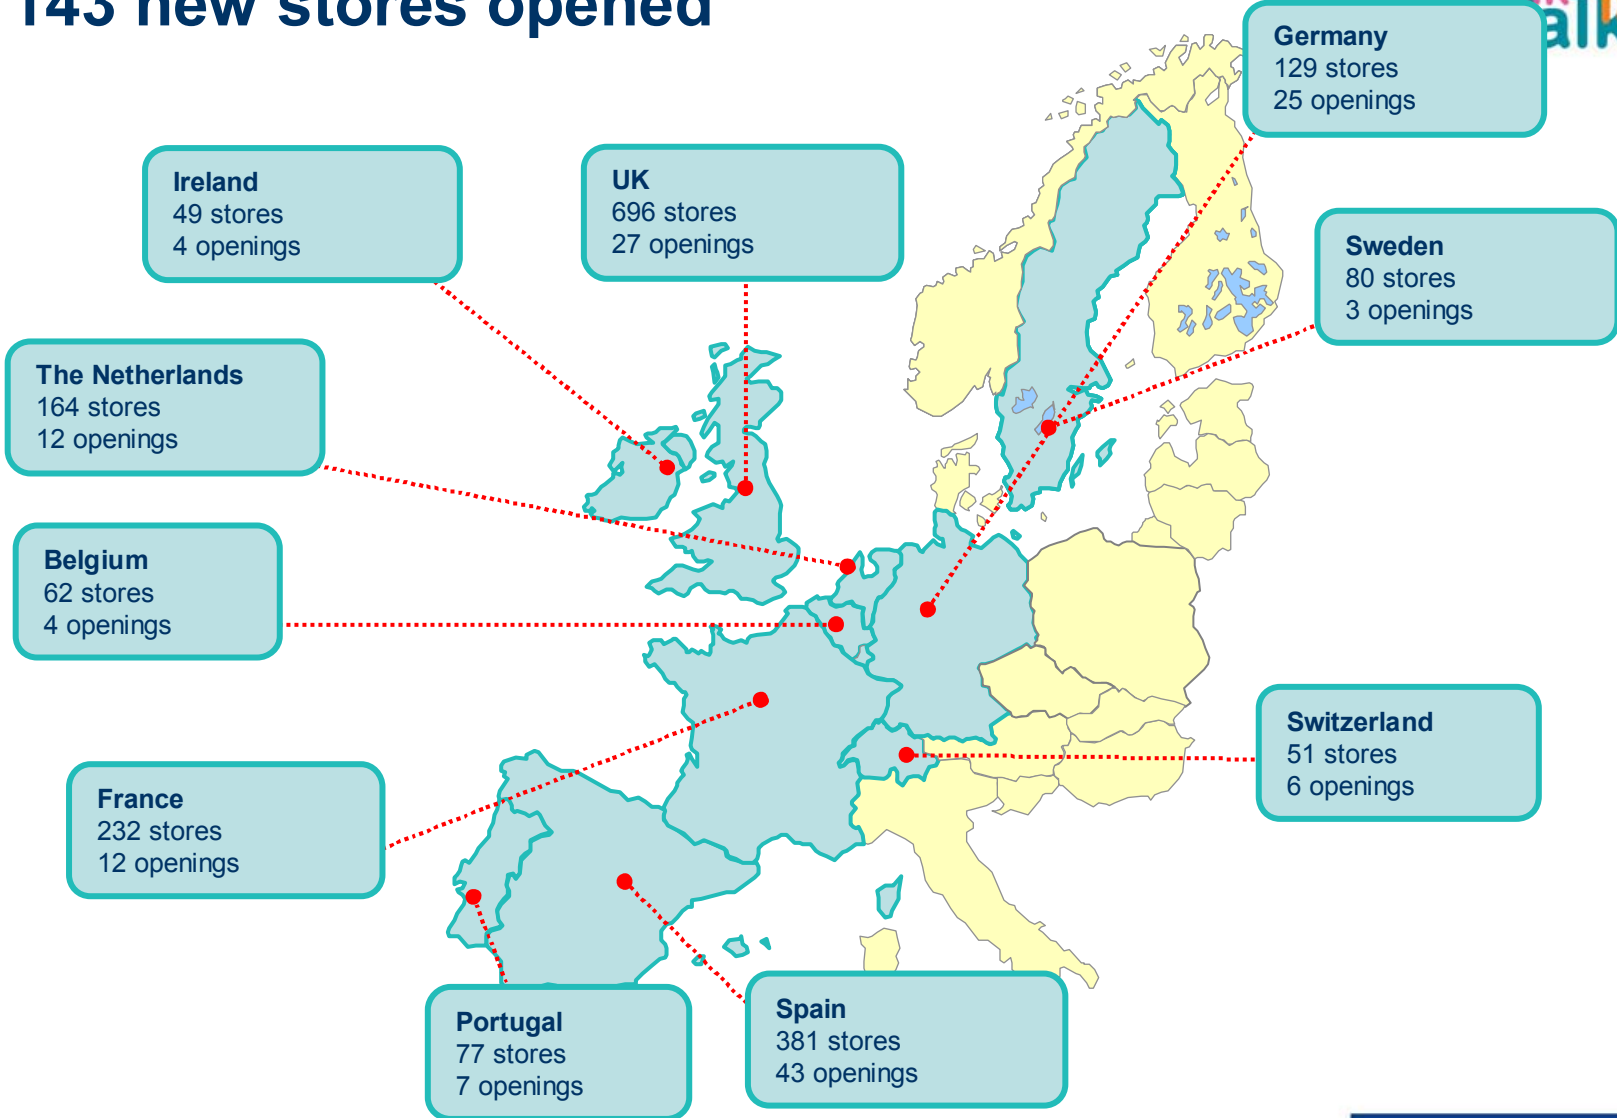 143 new stores opened
Germany
129 stores
25 openings
Ireland
49 stores
4 openings
UK
696 stores
27 openings
Sweden
80 stores
3 openings
The Netherlands
164 stores
12 openings
Belgium
62 stores
4 openings
Switzerland
51 stores
6 openings
France
232 stores
12 openings
Portugal
77 stores
7 openings
Spain
381 stores
43 openings